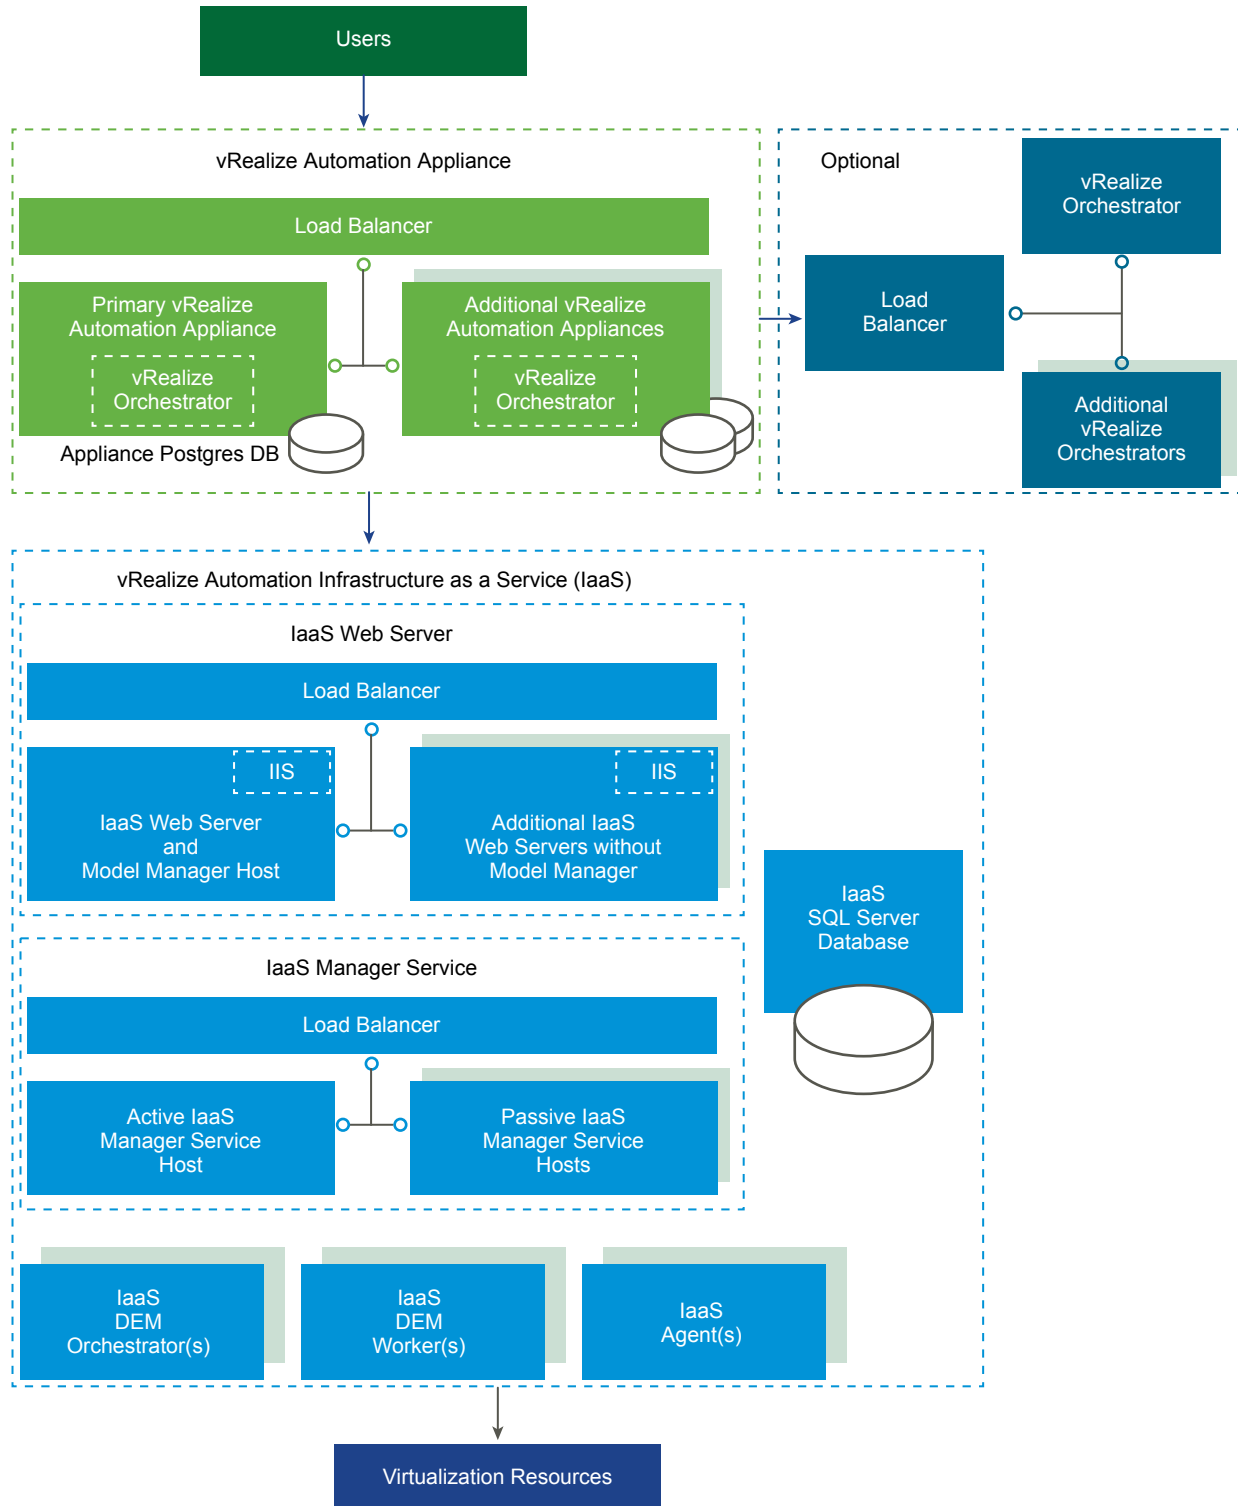 Users
vRealize Automation Appliance
Load Balancer
Primary vRealize
Automation Appliance
vRealize
Orchestrator
Additional vRealize
Automation Appliances
vRealize
Orchestrator
Appliance Postgres DB
Optional
vRealize
Orchestrator
Load
Balancer
Additional
vRealize
Orchestrators
vRealize Automation Infrastructure as a Service (IaaS)
IaaS Web Server
Load Balancer
IIS
IaaS Web Server
and
Model Manager Host
IIS
Additional IaaS
Web Servers without
Model Manager
IaaS
SQL Server
Database
IaaS Manager Service
Load Balancer
Active IaaS
Manager Service
Host
Passive IaaS
Manager Service
Hosts
IaaS
DEM
Orchestrator(s)
IaaS
DEM
Worker(s)
IaaS
Agent(s)
Virtualization Resources